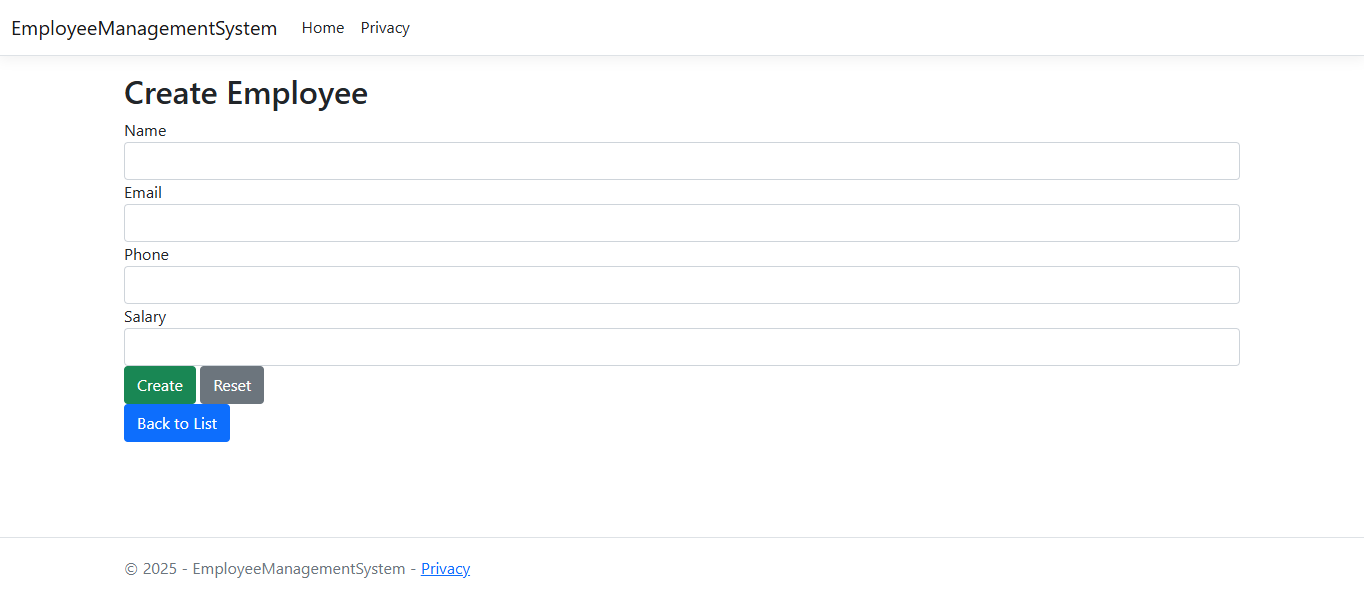 EmployeeManagementSystem Home Privacy
Create Employee
Name
Email
Phone
Salary
Create Reset
Back to List
© 2025 - EmployeeManagementSystem - Privacy